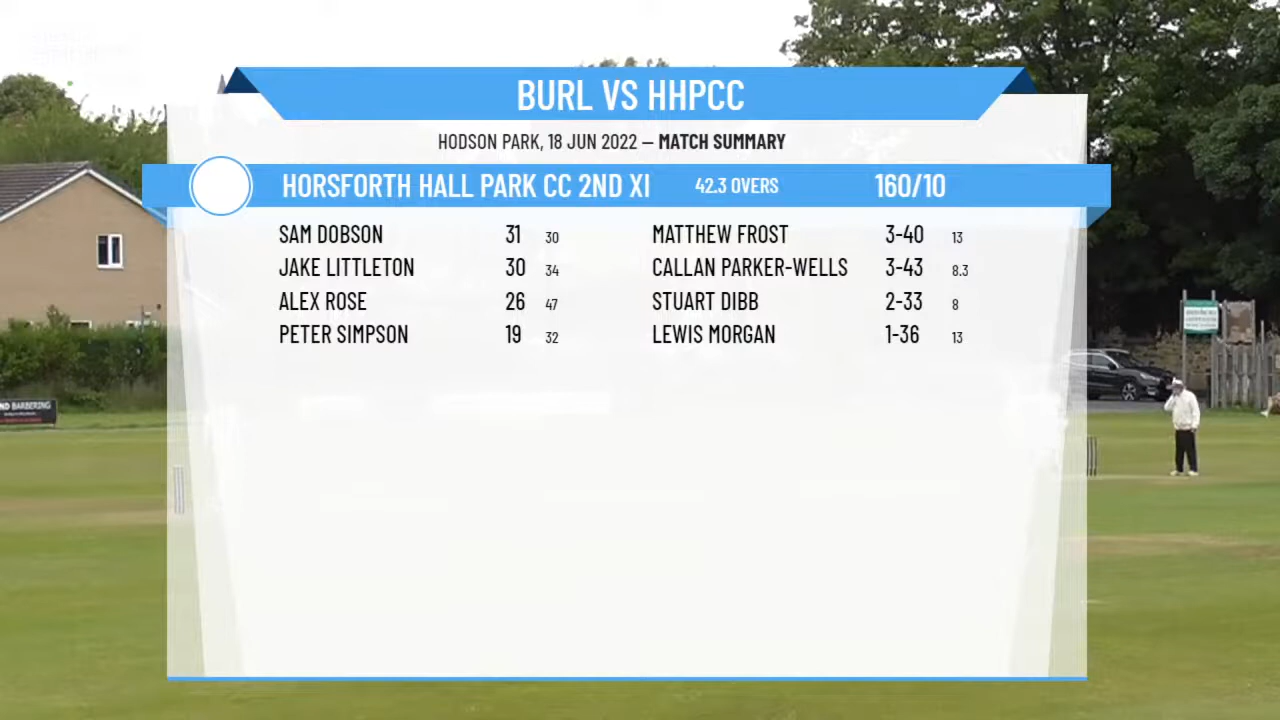 BURL VS HHPCC
HODSON PARK, 18 JUN 2022 – MATCH SUMMARY
HORSFORTH HALL PARK CC 2ND XI 42.3 OVERS 160/10
SAM DOBSON 31 30 MATTHEW FROST 3-40 13
JAKE LITTLETON 30 34 CALLAN PARKER-WELLS 3-43 8.3
ALEX ROSE 26 47 STUART DIBB 2-33 8
PETER SIMPSON 19 32 LEWIS MORGAN 1-36 13
ND BARBERING